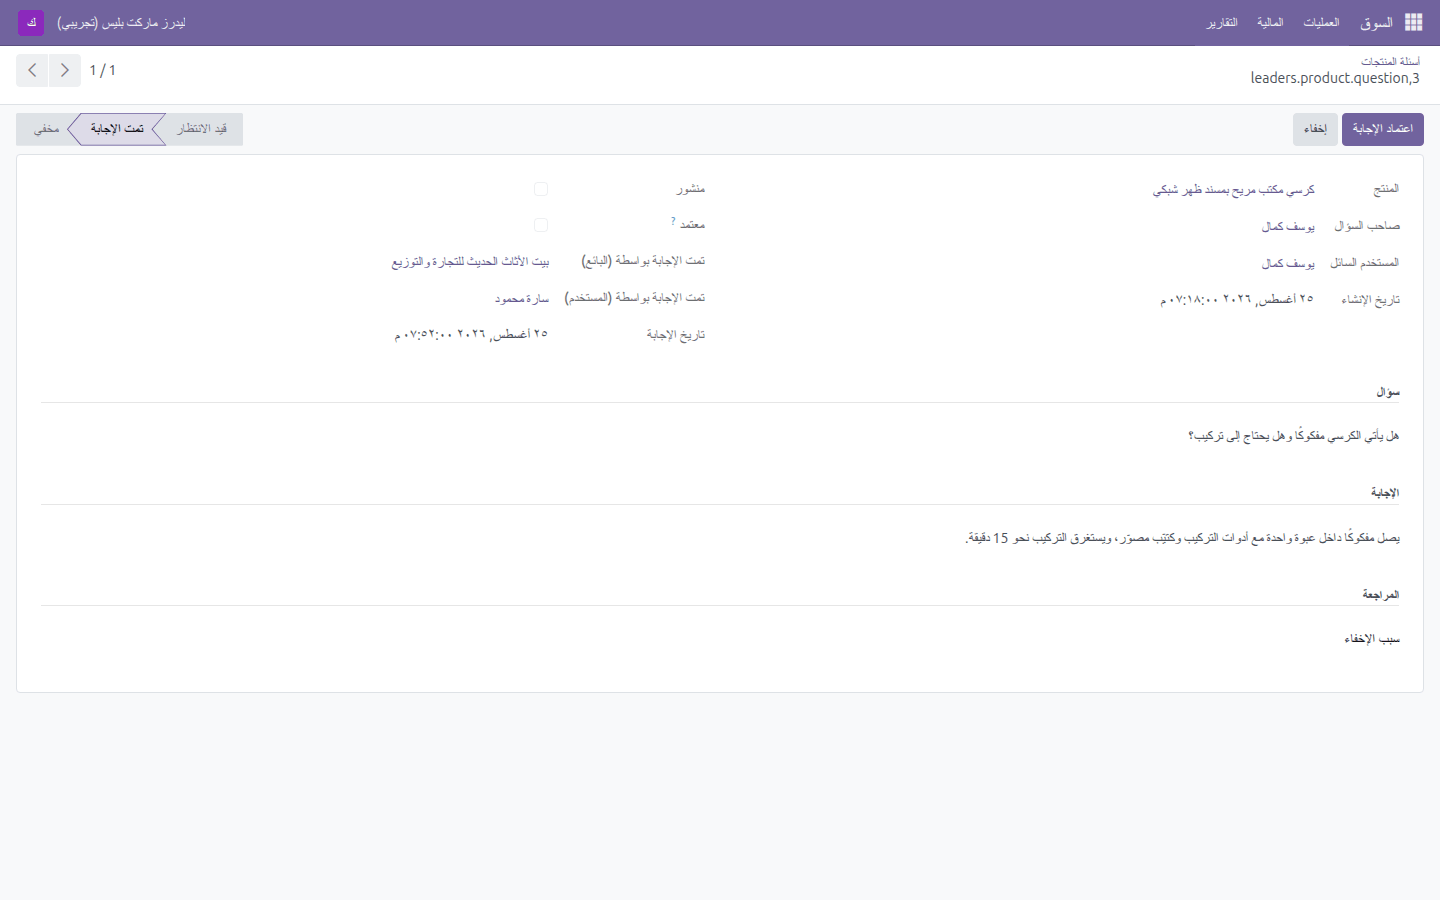 السوق العمليات المالية التقارير
ليدرز ماركت بليس (تجريبي) ك
أسئلة المنتجات
leaders.product.question,3
1 / 1
اعتماد الإجابة إخفاء
قيد الانتظار تمت الإجابة مخفي
المنتج كرسي مكتب مريح بمسند ظهر شبكي
صاحب السؤال يوسف كمال
المستخدم السائل يوسف كمال
تاريخ الإنشاء ٢٥ أغسطس, ٢٠٢٦ ٠٧:١٨:٠٠ م
منشور
معتمد ?
تمت الإجابة بواسطة (البائع) بيت الأثاث الحديث للتجارة والتوزيع
تمت الإجابة بواسطة (المستخدم) سارة محمود
تاريخ الإجابة ٢٥ أغسطس, ٢٠٢٦ ٠٧:٥٢:٠٠ م
سؤال
هل يأتي الكرسي مفكوكًا وهل يحتاج إلى تركيب؟
الإجابة
يصل مفكوكًا داخل عبوة واحدة مع أدوات التركيب وكتيّب مصوّر، ويستغرق التركيب نحو 15 دقيقة.
المراجعة
سبب الإخفاء